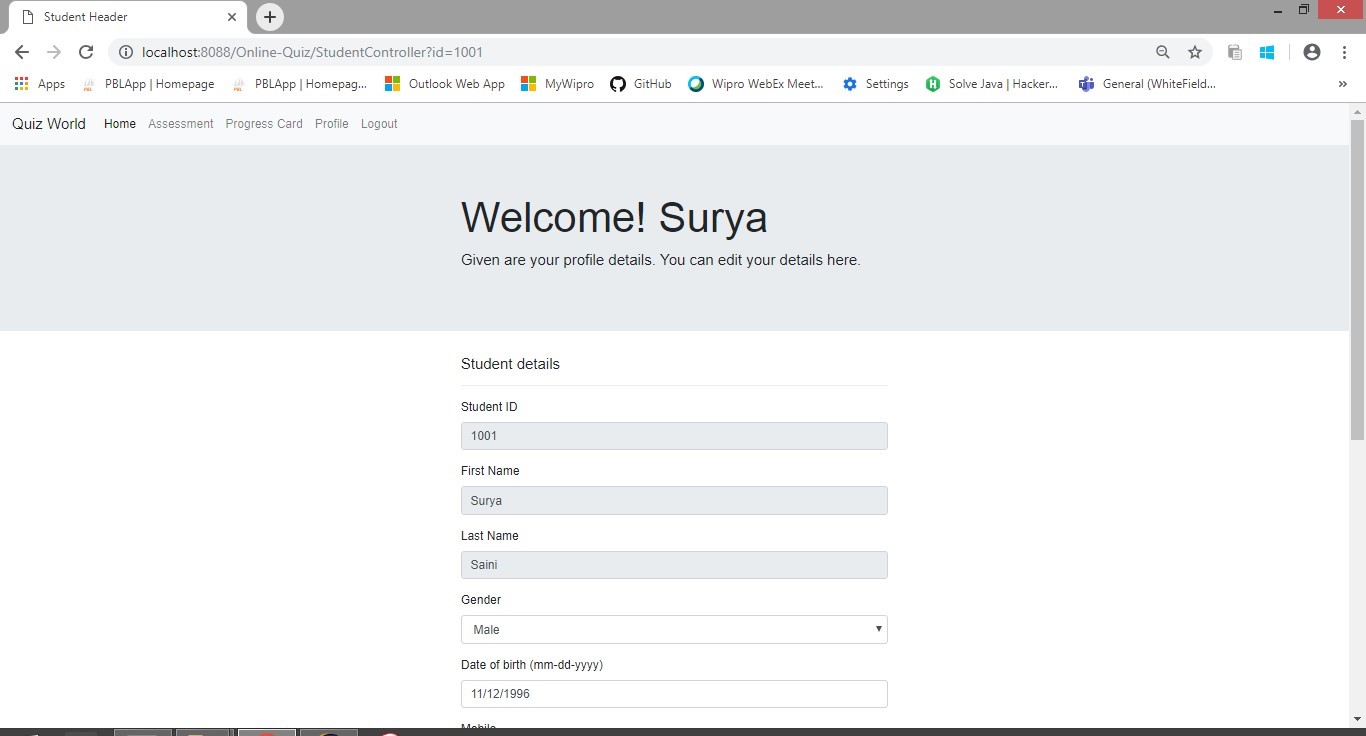 Student Header
localhost:8088/Online-Quiz/StudentController?id=1001
Apps PBLApp | Homepage PBLApp | Homepag... Outlook Web App MyWipro GitHub Wipro WebEx Meet... Settings Solve Java | Hacker... General (WhiteField... »
Quiz World Home Assessment Progress Card Profile Logout
Welcome! Surya
Given are your profile details. You can edit your details here.
Student details
Student ID
1001
First Name
Surya
Last Name
Saini
Gender
Male
Date of birth (mm-dd-yyyy)
11/12/1996
Mobile